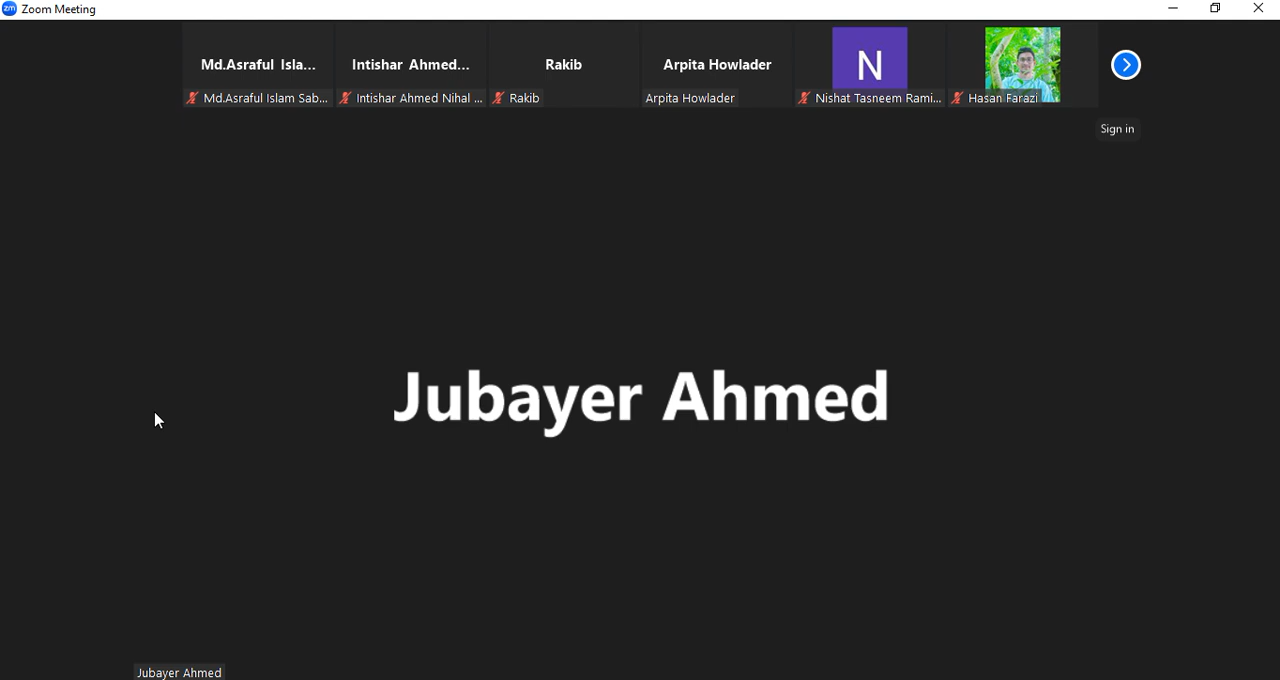 zm Zoom Meeting
Md.Asraful Isla... Intishar Ahmed... Rakib Arpita Howlader N
Md.Asraful Islam Sab... Intishar Ahmed Nihal ... Rakib Arpita Howlader Nishat Tasneem Rami... Hasan Farazi
Sign in
Jubayer Ahmed
Jubayer Ahmed